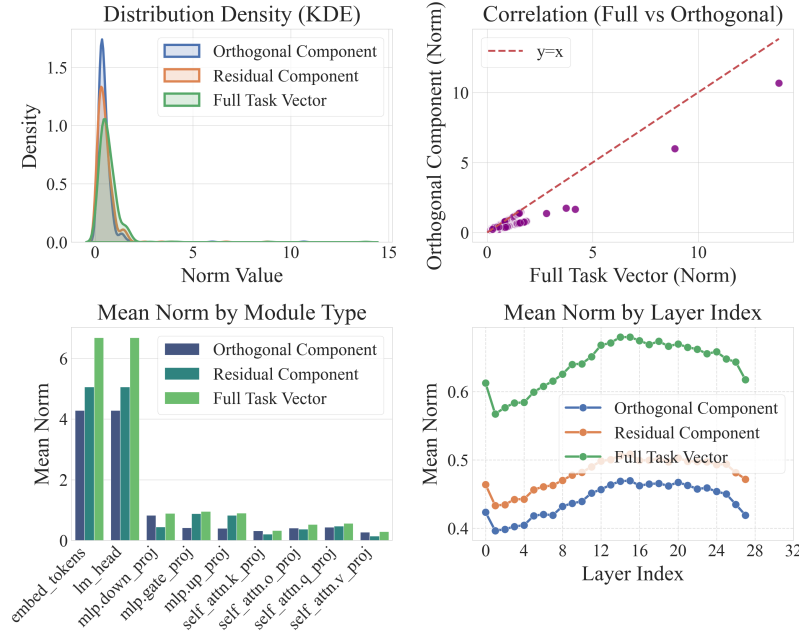 Distribution Density (KDE)
Density
1.5
1.0
0.5
0.0
0
5
10
15
Norm Value
Orthogonal Component
Residual Component
Full Task Vector
Correlation (Full vs Orthogonal)
Orthogonal Component (Norm)
10
5
0
0
5
10
Full Task Vector (Norm)
y=x
Mean Norm by Module Type
Mean Norm
6
4
2
0
embed_tokens
lm_head
mlp.down_proj
mlp.gate_proj
mlp.up_proj
self_attn.k_proj
self_attn.o_proj
self_attn.q_proj
self_attn.v_proj
Orthogonal Component
Residual Component
Full Task Vector
Mean Norm by Layer Index
Mean Norm
0.6
0.5
0.4
0
4
8
12
16
20
24
28
32
Layer Index
Orthogonal Component
Residual Component
Full Task Vector